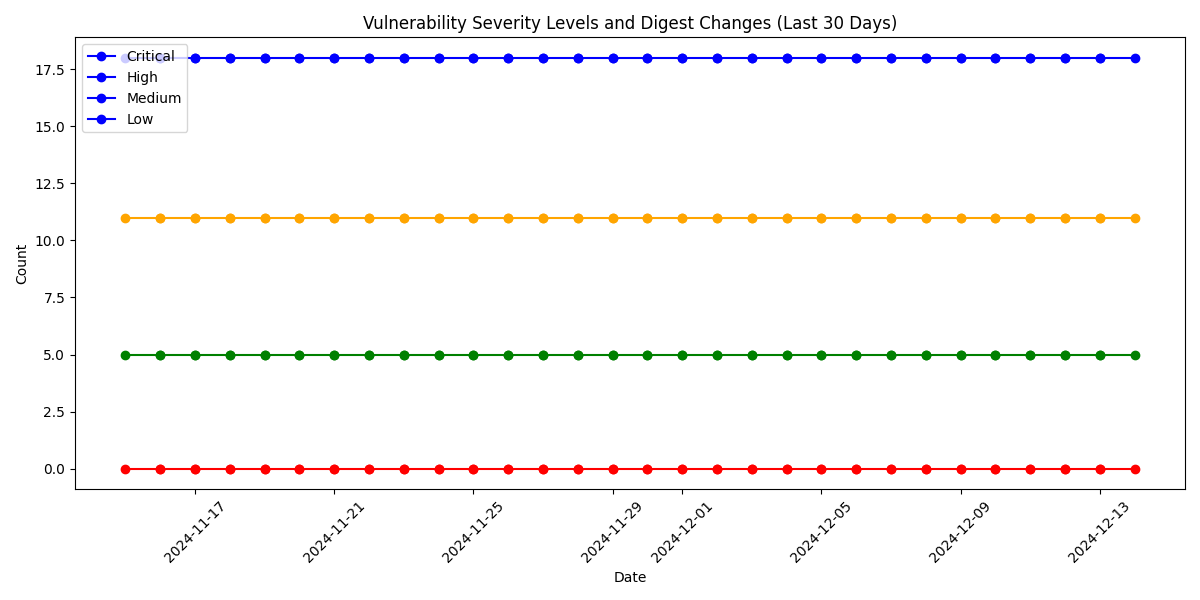 Vulnerability Severity Levels and Digest Changes (Last 30 Days)
Critical
High
Medium
Low
17.5
15.0
12.5
10.0
7.5
5.0
2.5
0.0
Count
2024-11-17
2024-11-21
2024-11-25
2024-11-29
2024-12-01
2024-12-05
2024-12-09
2024-12-13
Date